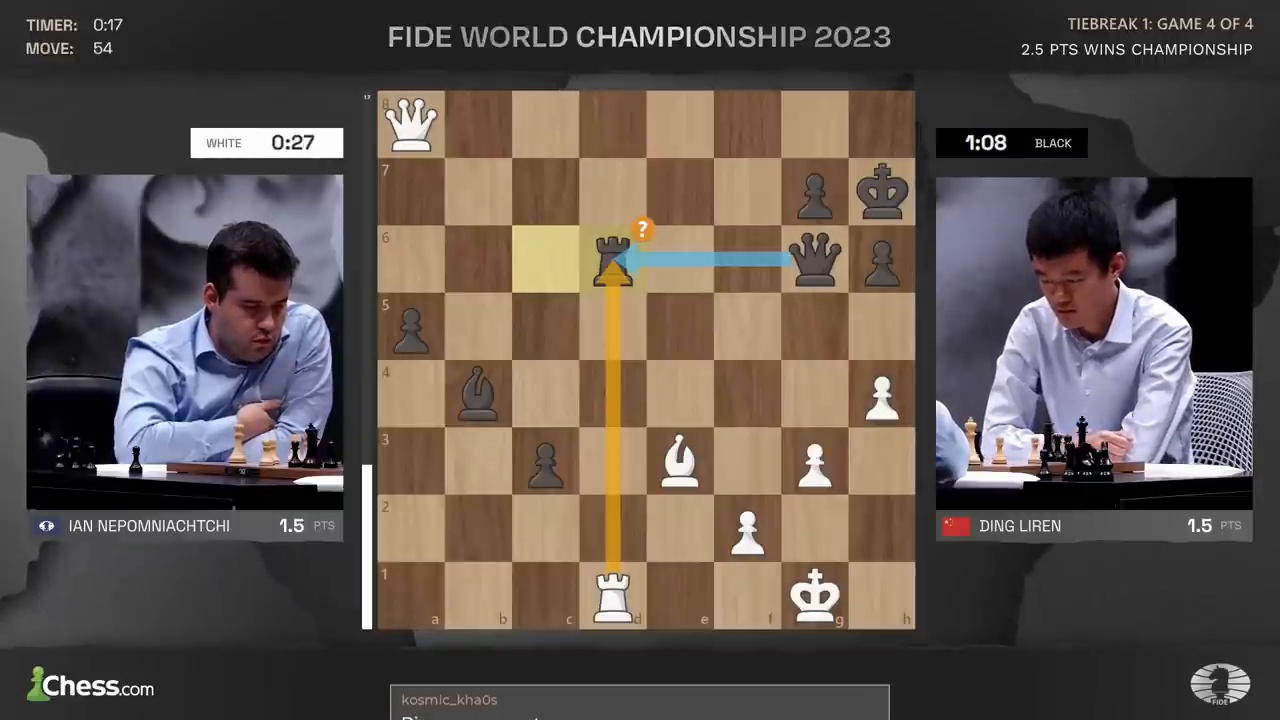 TIMER: 0:17
MOVE: 54
FIDE WORLD CHAMPIONSHIP 2023
TIEBREAK 1: GAME 4 OF 4
2.5 PTS WINS CHAMPIONSHIP
WHITE 0:27
1:08 BLACK
8
7
6
5
4
3
2
1
a b c d e f g h
?
IAN NEPOMNIACHTCHI 1.5 PTS
DING LIREN 1.5 PTS
Chess.com
kosmic_kha0s
FIDE